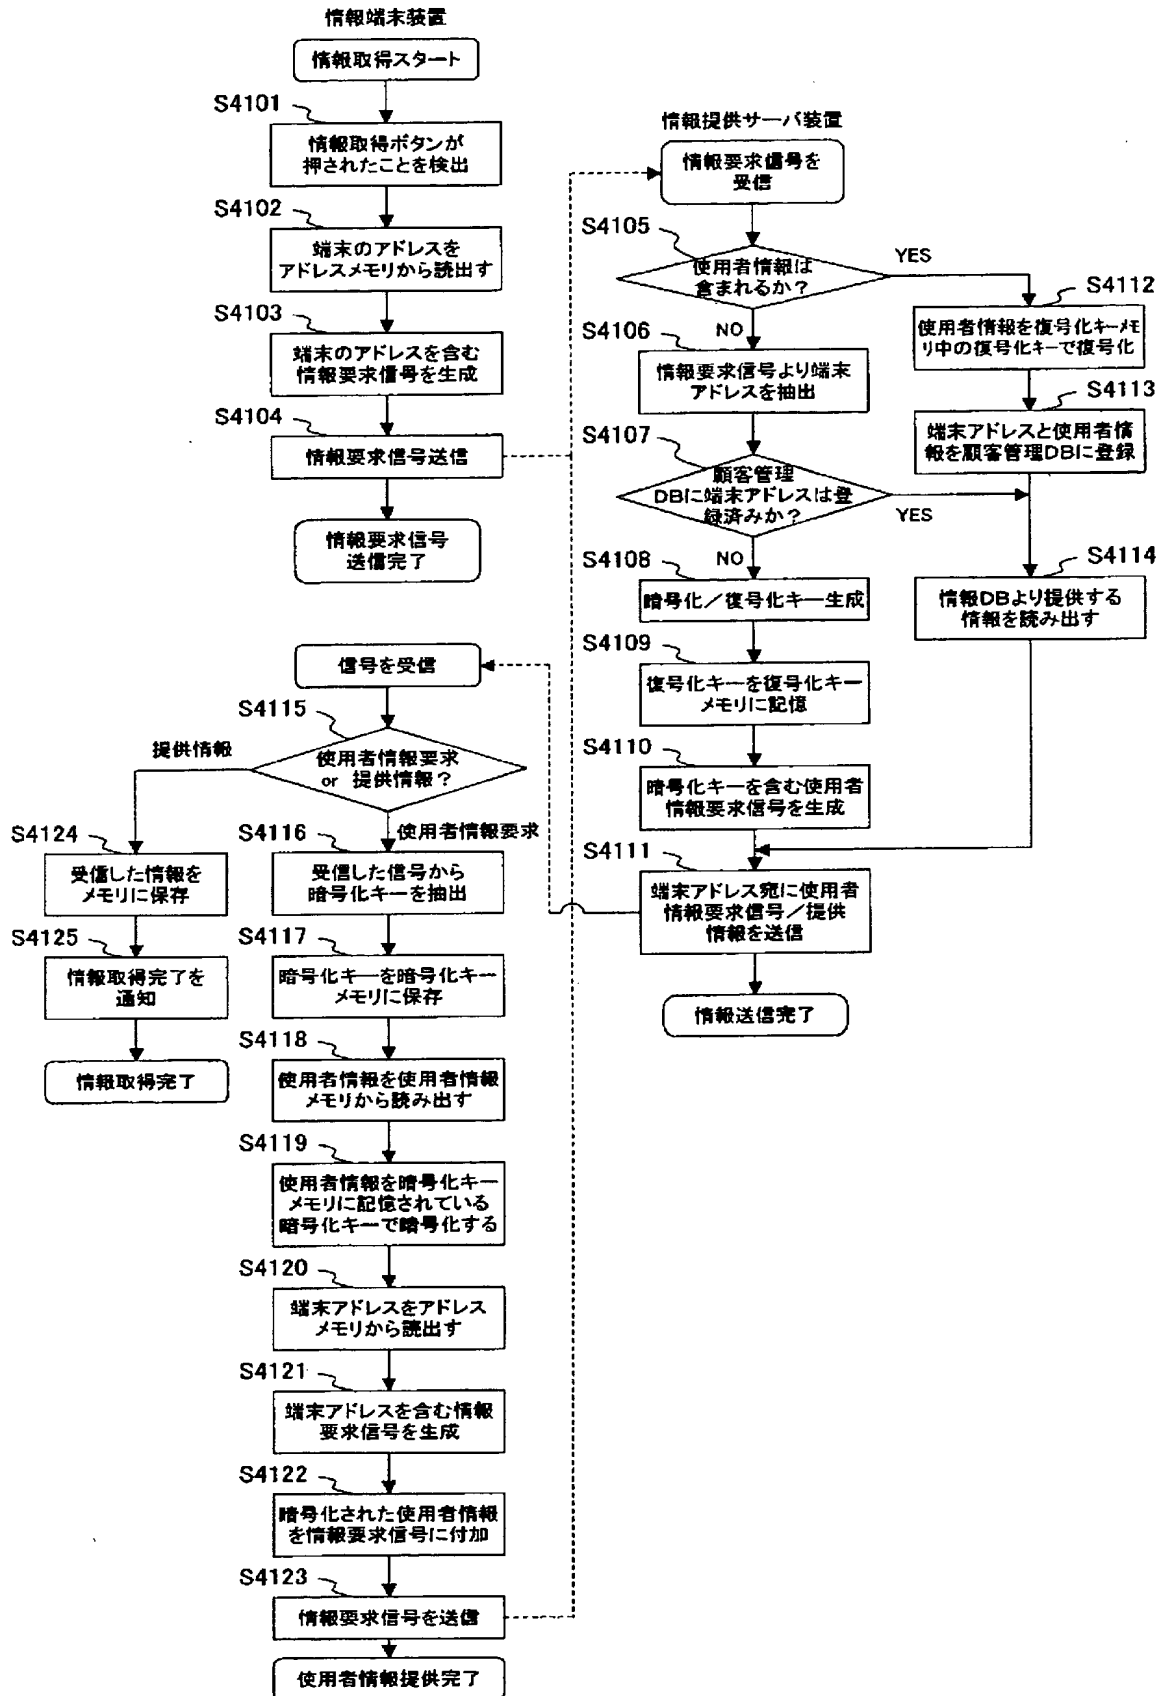 情報端末装置
情報取得スタート
S4101
情報取得ボタンが
押されたことを検出
S4102
端末のアドレスを
アドレスメモリから読出す
S4103
端末のアドレスを含む
情報要求信号を生成
S4104
情報要求信号送信
情報要求信号
送信完了
情報提供サーバ装置
情報要求信号を
受信
S4105
使用者情報は
含まれるか?
YES
NO
S4106
情報要求信号より端末
アドレスを抽出
S4107
顧客管理
DBに端末アドレスは登
録済みか?
YES
NO
S4108
暗号化/復号化キー生成
S4109
復号化キーを復号化キー
メモリに記憶
S4110
暗号化キーを含む使用者
情報要求信号を生成
S4111
端末アドレス宛に使用者
情報要求信号/提供
情報を送信
情報送信完了
S4112
使用者情報を復号化キーメモ
リ中の復号化キーで復号化
S4113
端末アドレスと使用者情
報を顧客管理DBに登録
S4114
情報DBより提供する
情報を読み出す
信号を受信
S4115
使用者情報要求
or 提供情報?
提供情報
使用者情報要求
S4124
受信した情報を
メモリに保存
S4125
情報取得完了を
通知
情報取得完了
S4116
受信した信号から
暗号化キーを抽出
S4117
暗号化キーを暗号化キー
メモリに保存
S4118
使用者情報を使用者情報
メモリから読み出す
S4119
使用者情報を暗号化キー
メモリに記憶されている
暗号化キーで暗号化する
S4120
端末アドレスをアドレス
メモリから読出す
S4121
端末アドレスを含む情報
要求信号を生成
S4122
暗号化された使用者情報
を情報要求信号に付加
S4123
情報要求信号を送信
使用者情報提供完了